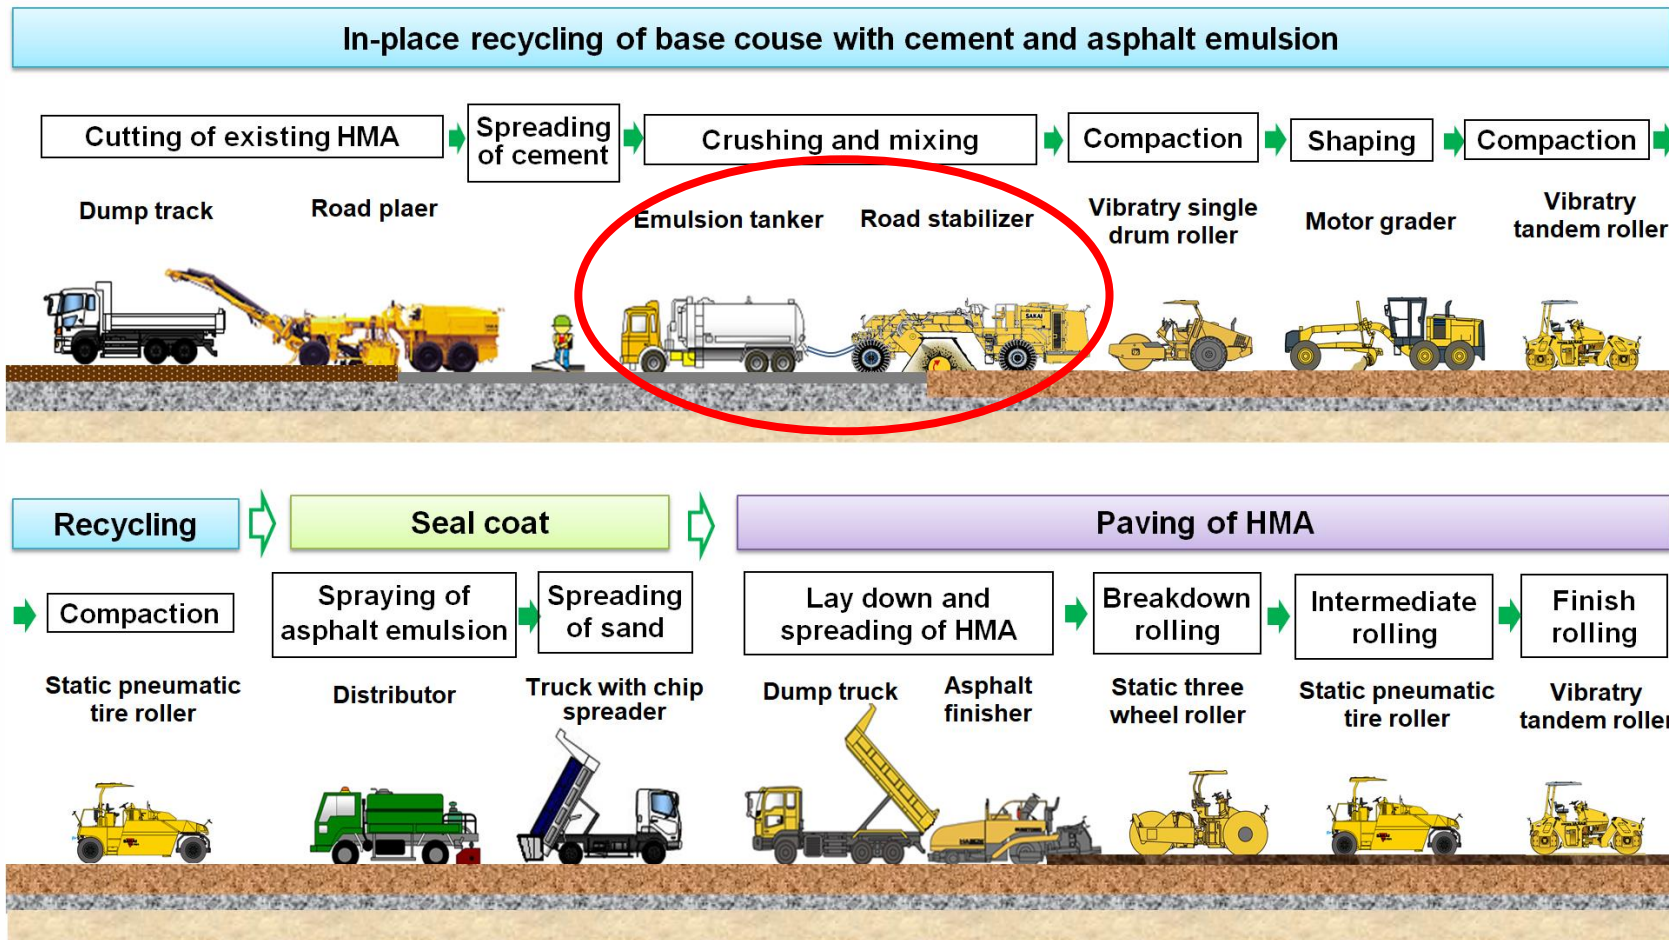 In-place recycling of base couse with cement and asphalt emulsion
Cutting of existing HMA
Spreading
of cement
Crushing and mixing
Compaction
Shaping
Compaction
Dump track
Road plaer
Emulsion tanker
Road stabilizer
Vibratry single
drum roller
Motor grader
Vibratry
tandem roller
SAKAI
Recycling
Seal coat
Paving of HMA
Compaction
Spraying of
asphalt emulsion
Spreading
of sand
Lay down and
spreading of HMA
Breakdown
rolling
Intermediate
rolling
Finish
rolling
Static pneumatic
tire roller
Distributor
Truck with chip
spreader
Dump truck
Asphalt
finisher
Static three
wheel roller
Static pneumatic
tire roller
Vibratry
tandem roller